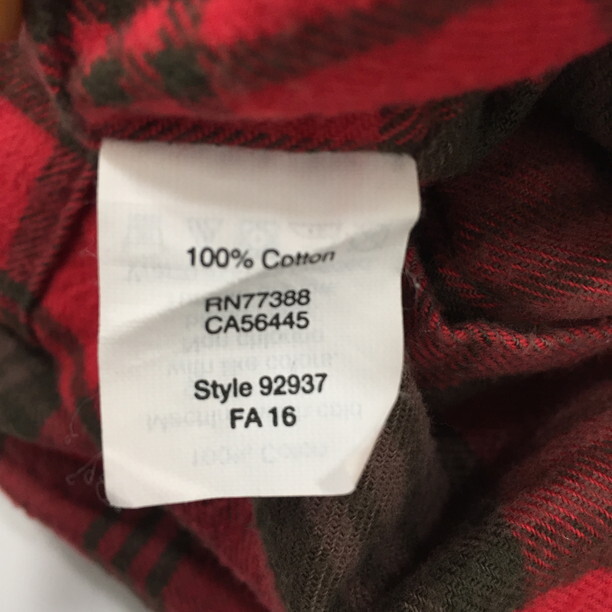 100% Cotton
RN77388
CA56445
Style 92937
FA 16